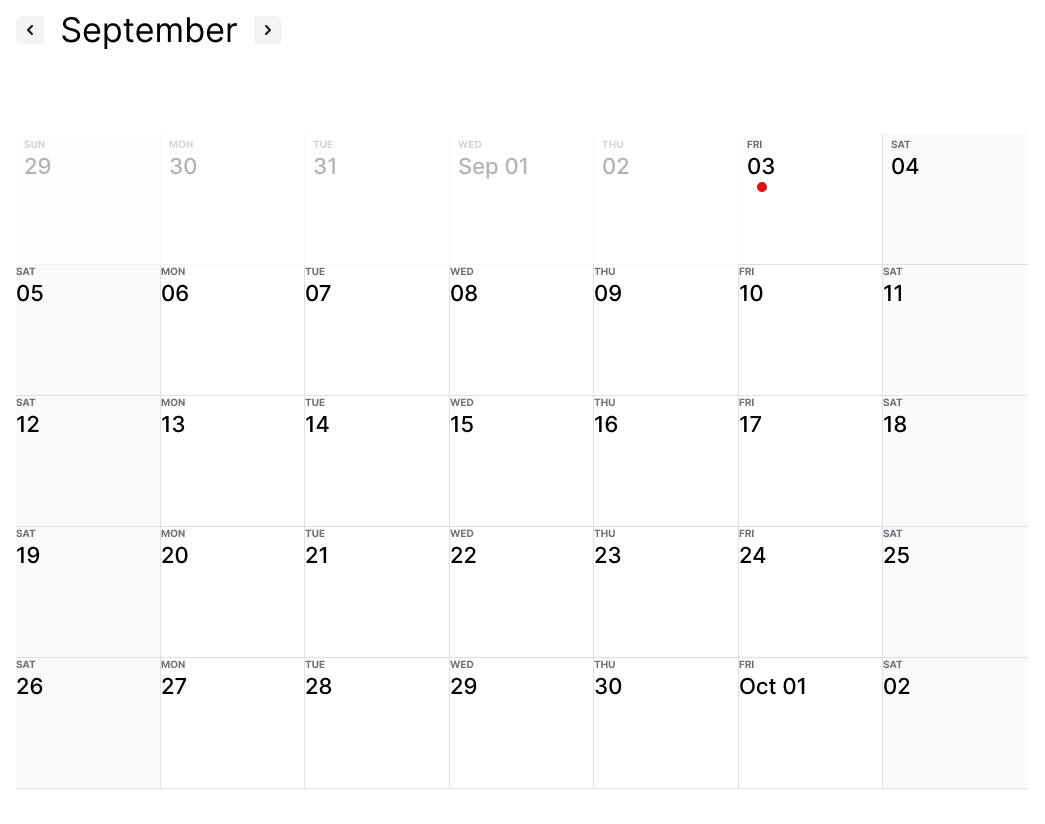 September
SUN MON TUE WED THU FRI SAT
29 30 31 Sep 01 02 03 04
SAT MON TUE WED THU FRI SAT
05 06 07 08 09 10 11
SAT MON TUE WED THU FRI SAT
12 13 14 15 16 17 18
SAT MON TUE WED THU FRI SAT
19 20 21 22 23 24 25
SAT MON TUE WED THU FRI SAT
26 27 28 29 30 Oct 01 02